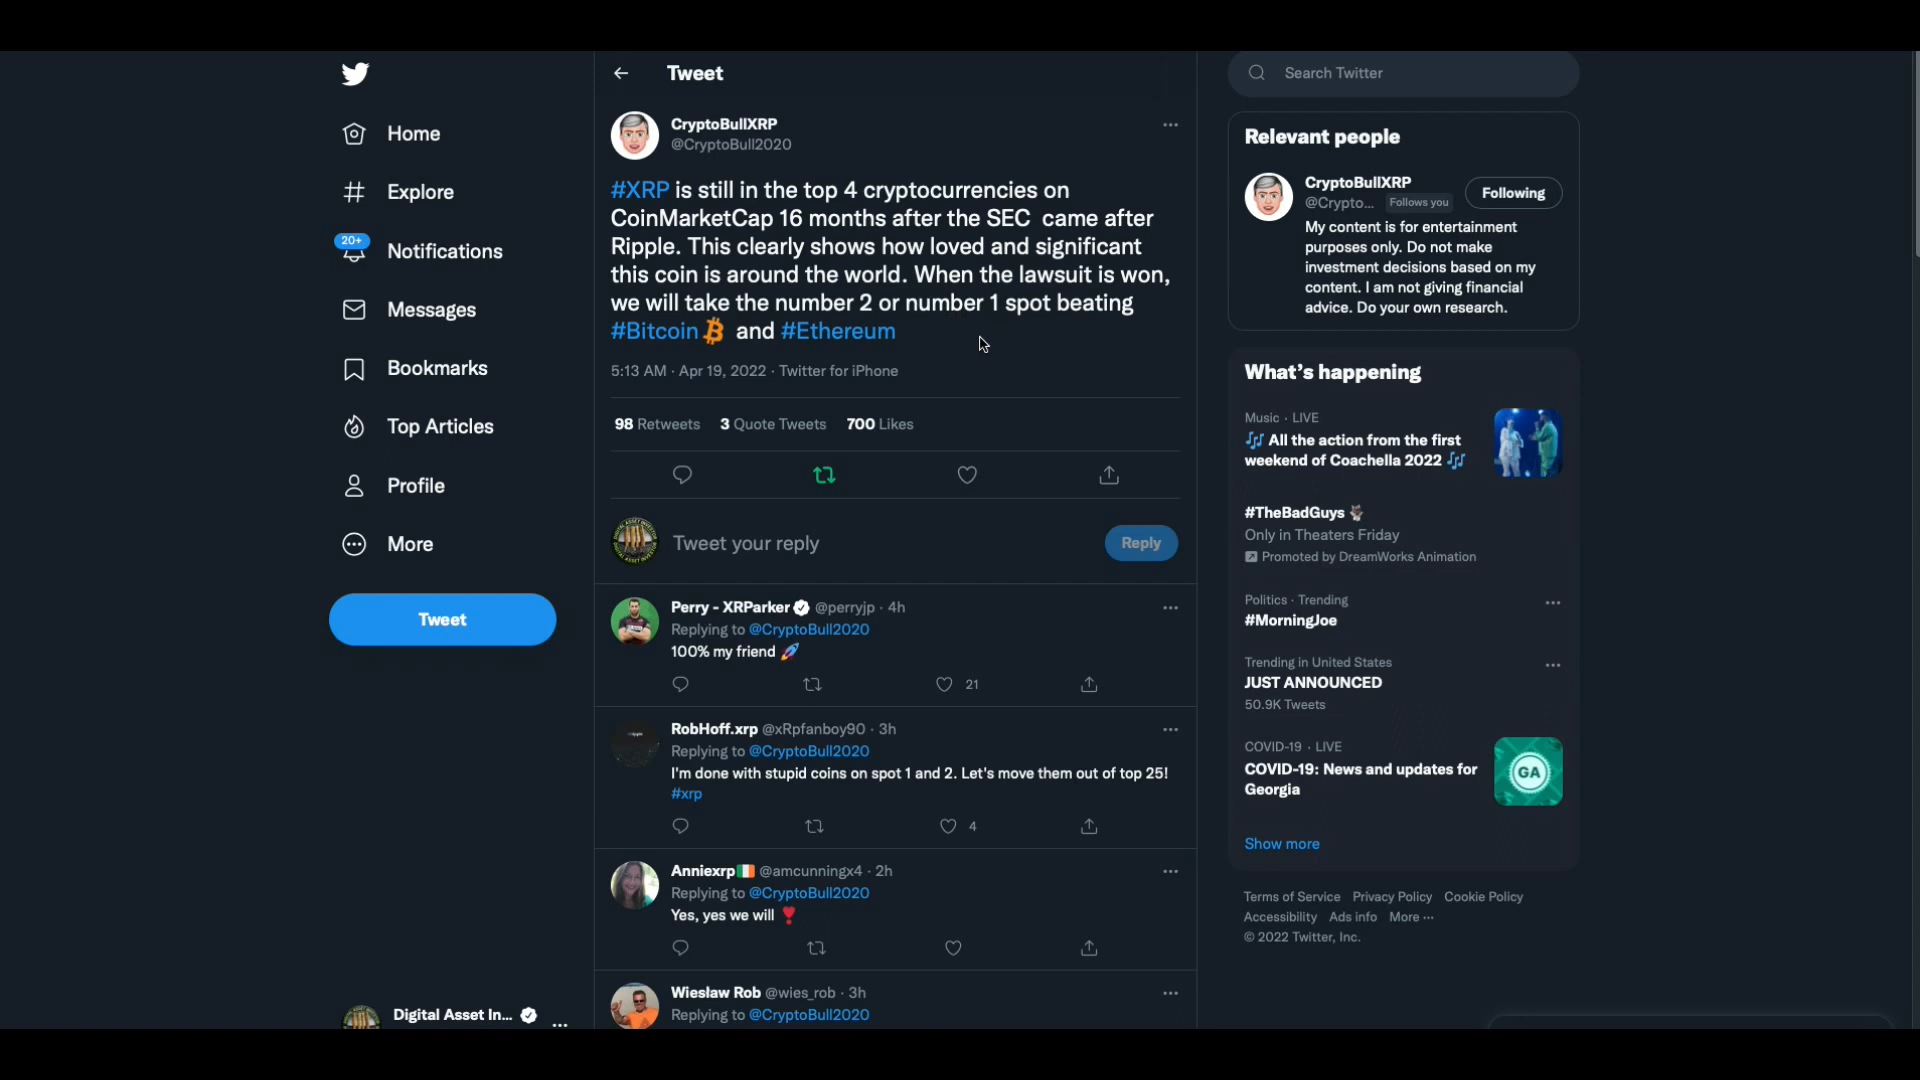 Home
Explore
20+
Notifications
Messages
Bookmarks
Top Articles
Profile
More
Tweet
Digital Asset In...
Tweet
CryptoBullXRP
@CryptoBull2020
#XRP is still in the top 4 cryptocurrencies on
CoinMarketCap 16 months after the SEC came after
Ripple. This clearly shows how loved and significant
this coin is around the world. When the lawsuit is won,
we will take the number 2 or number 1 spot beating
#Bitcoin and #Ethereum
5:13 AM · Apr 19, 2022 · Twitter for iPhone
98 Retweets 3 Quote Tweets 700 Likes
Tweet your reply
Reply
Perry - XRParker @perryjp · 4h
Replying to @CryptoBull2020
100% my friend 🚀
21
RobHoff.xrp @xRpfanboy90 · 3h
Replying to @CryptoBull2020
I'm done with stupid coins on spot 1 and 2. Let's move them out of top 25!
#xrp
4
Anniexrp🇮🇪 @amcunningx4 · 2h
Replying to @CryptoBull2020
Yes, yes we will ❣
Wiesław Rob @wies_rob · 3h
Replying to @CryptoBull2020
Search Twitter
Relevant people
CryptoBullXRP
@Crypto... Follows you
Following
My content is for entertainment
purposes only. Do not make
investment decisions based on my
content. I am not giving financial
advice. Do your own research.
What's happening
Music · LIVE
🎶 All the action from the first
weekend of Coachella 2022 🎶
#TheBadGuys
Only in Theaters Friday
Promoted by DreamWorks Animation
Politics · Trending
#MorningJoe
Trending in United States
JUST ANNOUNCED
50.9K Tweets
COVID-19 · LIVE
COVID-19: News and updates for
Georgia
GA
Show more
Terms of Service Privacy Policy Cookie Policy
Accessibility Ads info More ...
© 2022 Twitter, Inc.